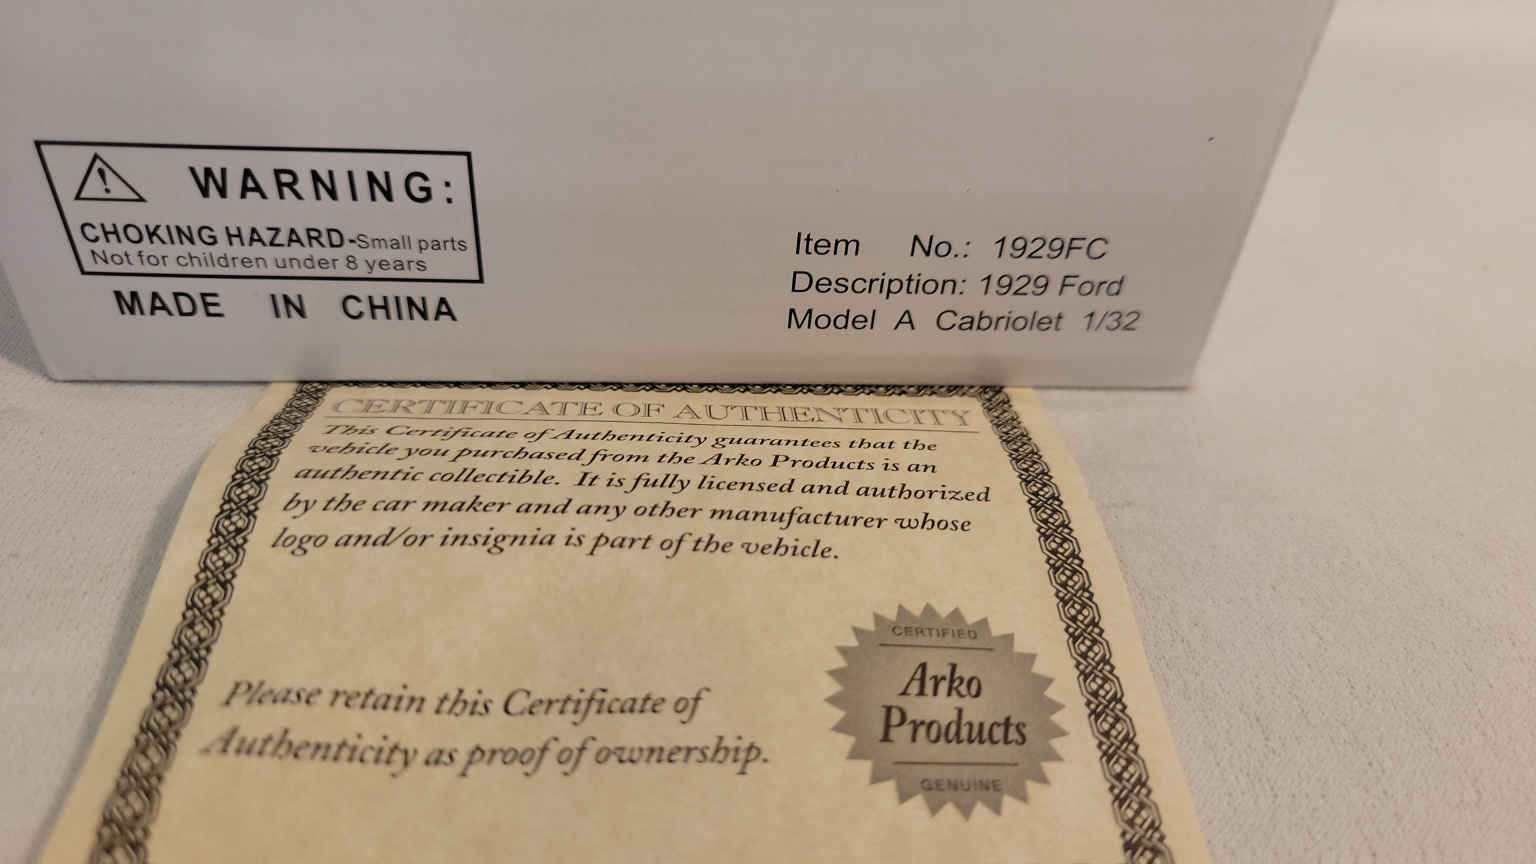 WARNING:
CHOKING HAZARD-Small parts
Not for children under 8 years
MADE IN CHINA
Item No.: 1929FC
Description: 1929 Ford
Model A Cabriolet 1/32
CERTIFICATE OF AUTHENTICITY
This Certificate of Authenticity guarantees that the
vehicle you purchased from the Arko Products is an
authentic collectible. It is fully licensed and authorized
by the car maker and any other manufacturer whose
logo and/or insignia is part of the vehicle.
Please retain this Certificate of
Authenticity as proof of ownership.
CERTIFIED
Arko
Products
GENUINE